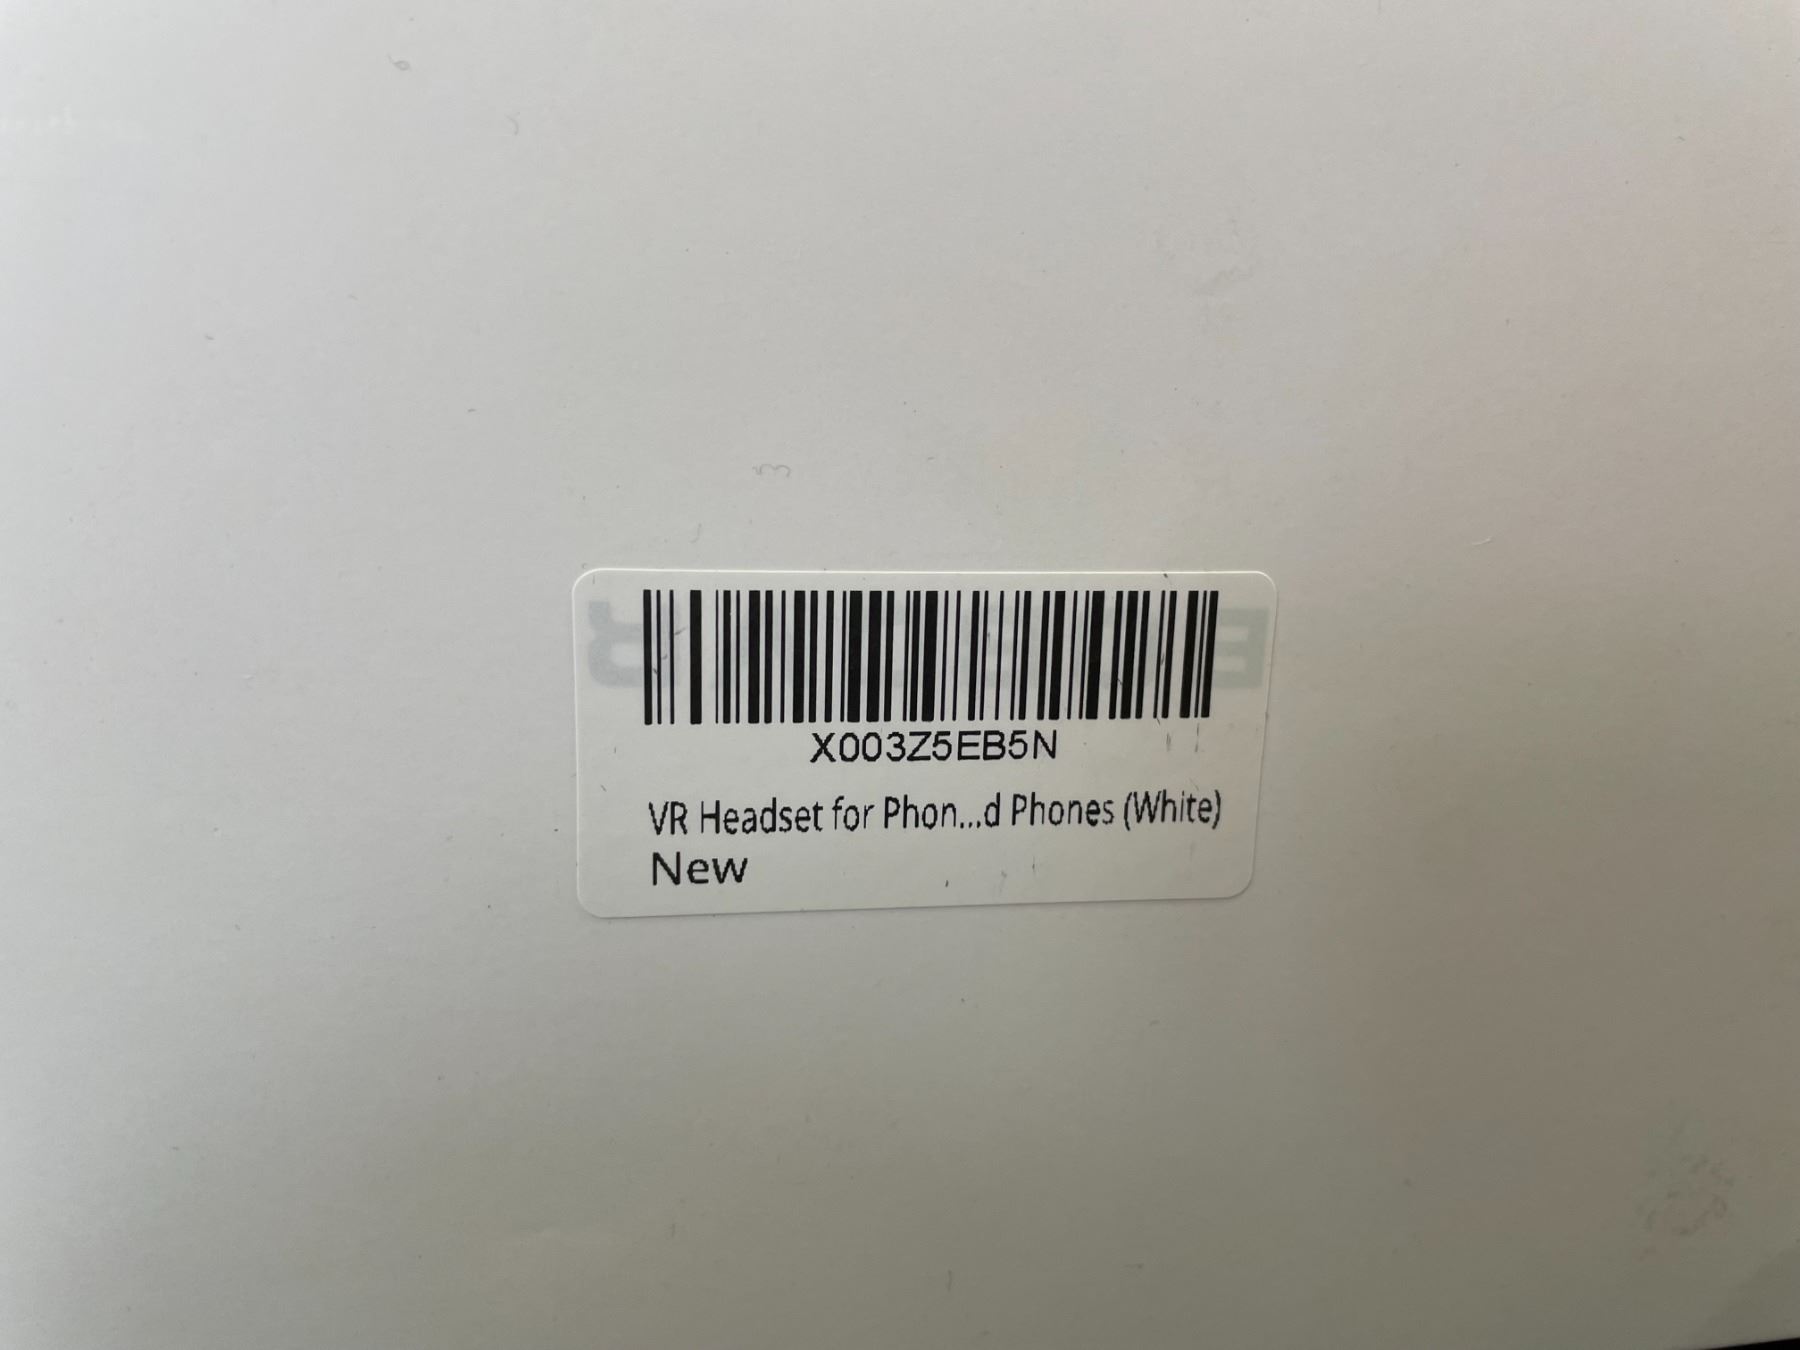 X003Z5EB5N
VR Headset for Phon...d Phones (White)
New